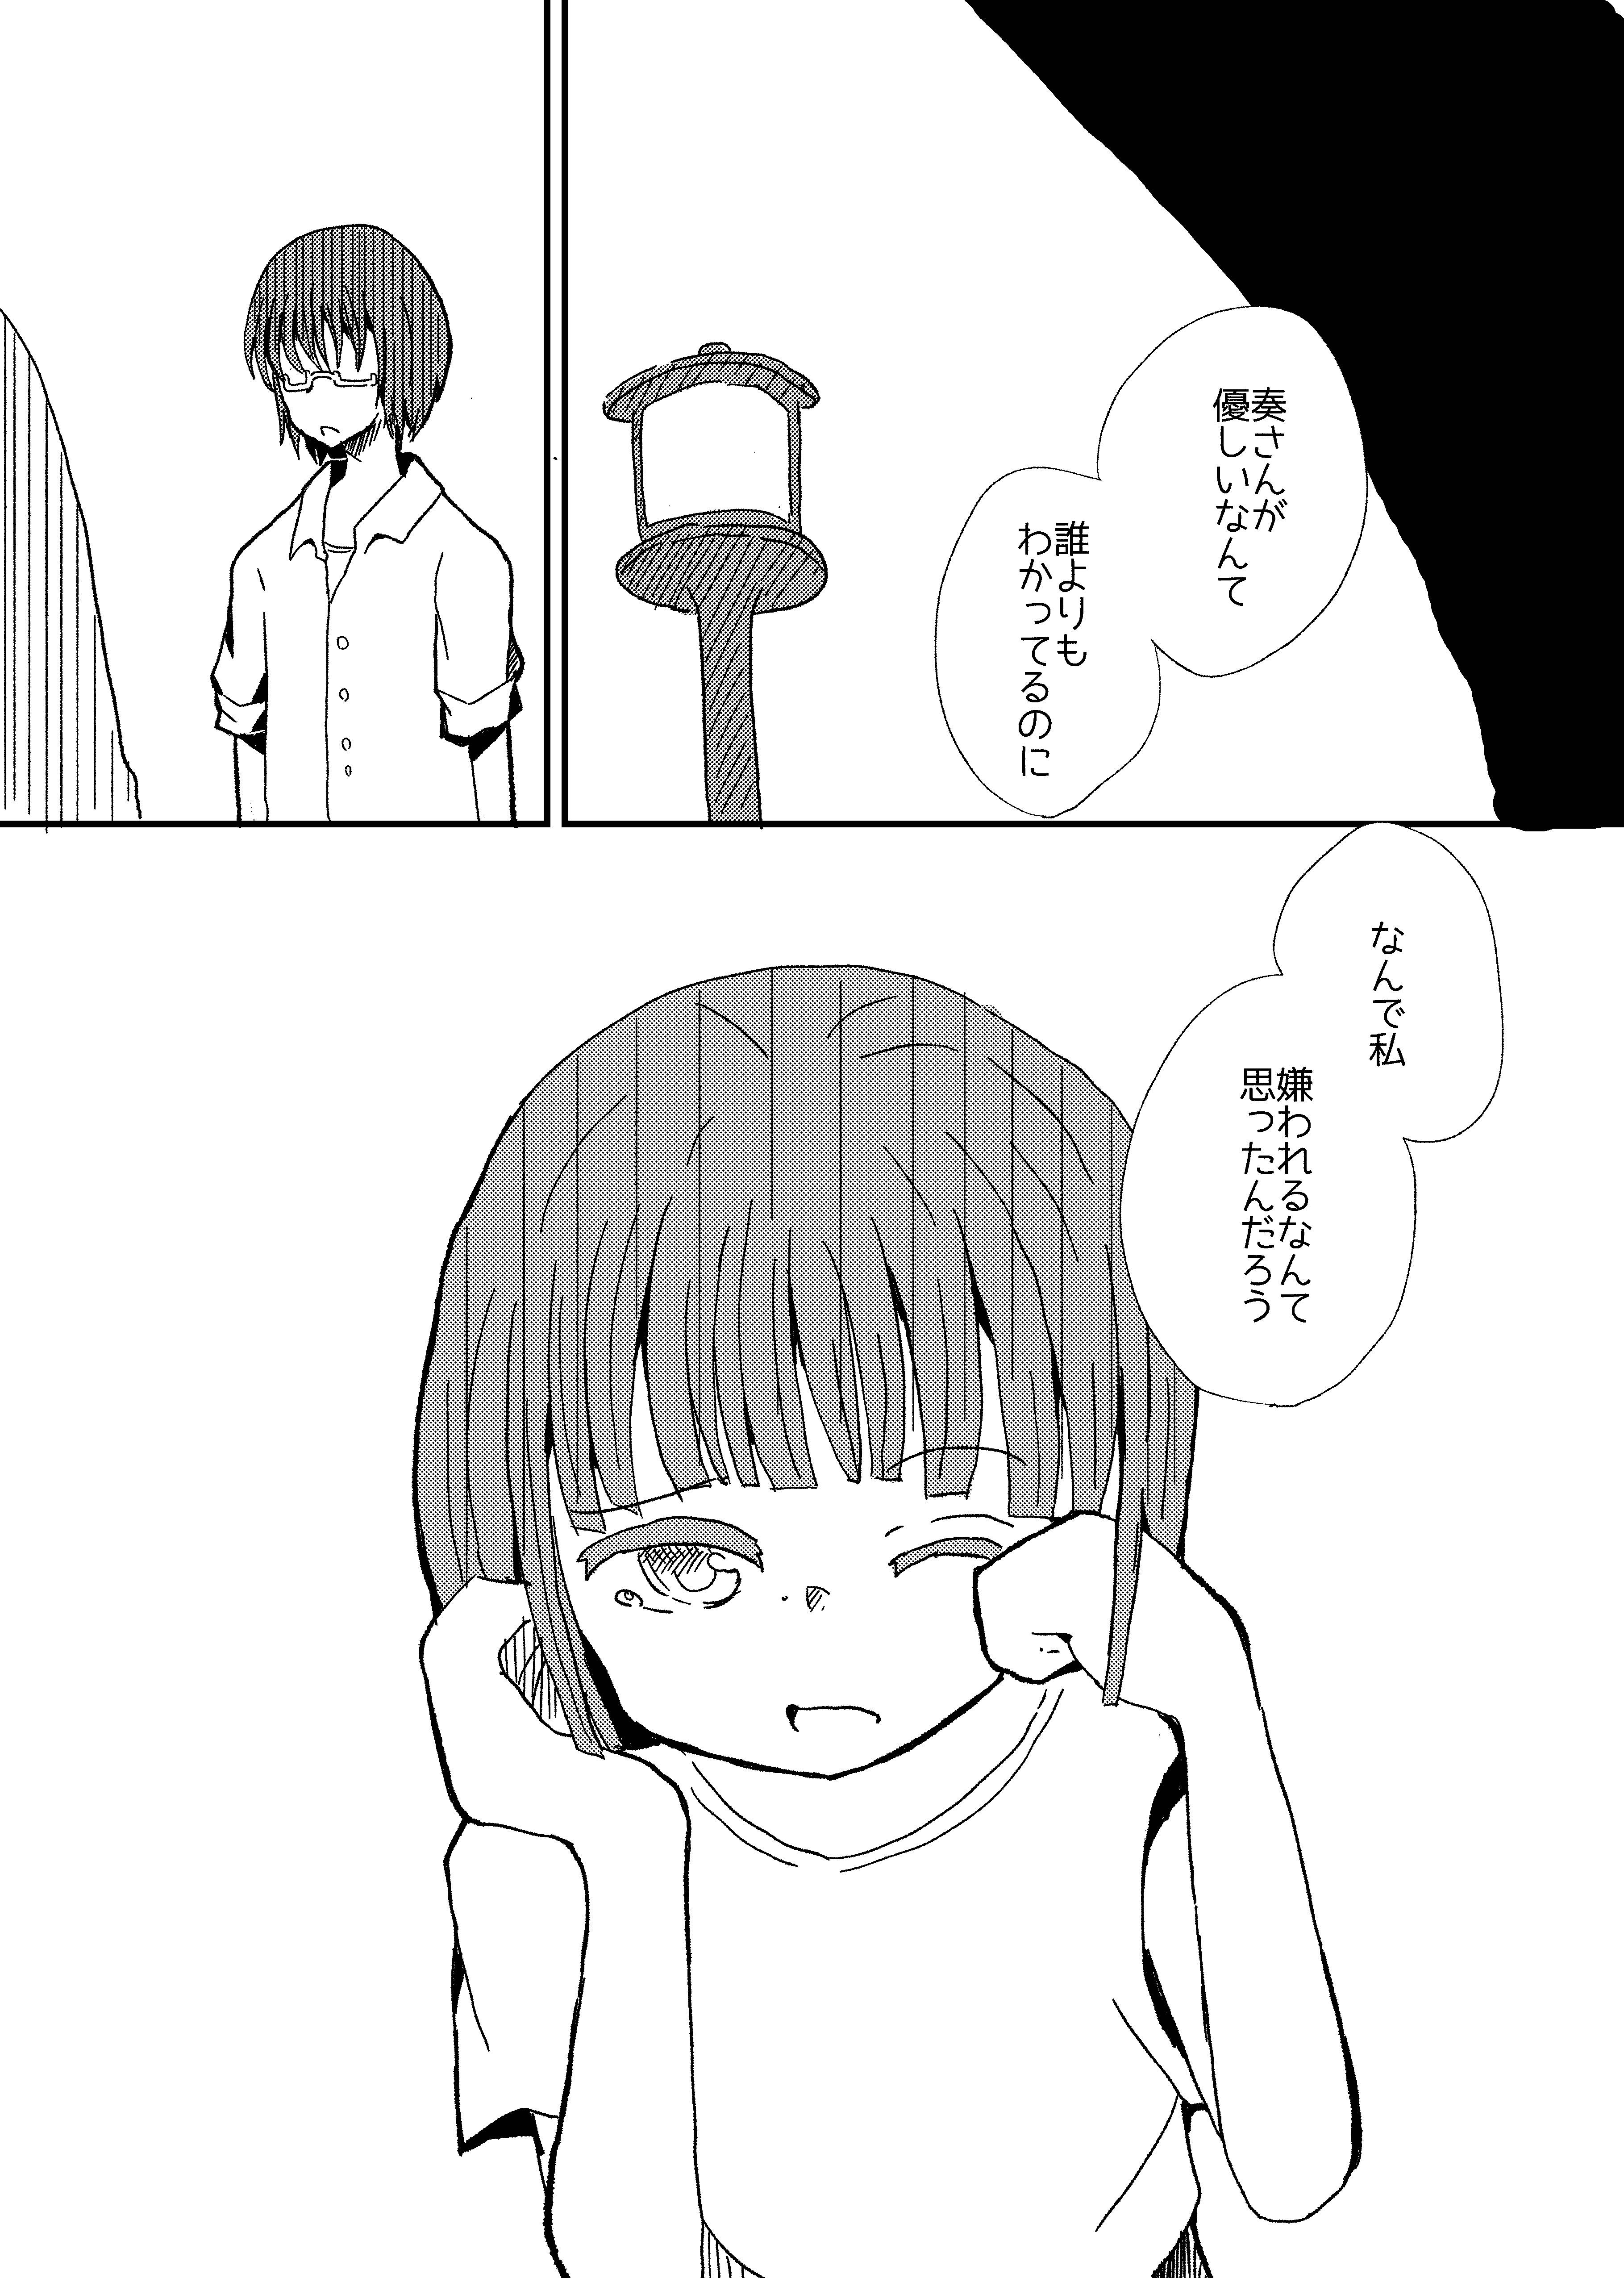 奏さんが
優しいなんて
誰よりも
わかってるのに
なんで私
嫌われるなんて
思ったんだろう